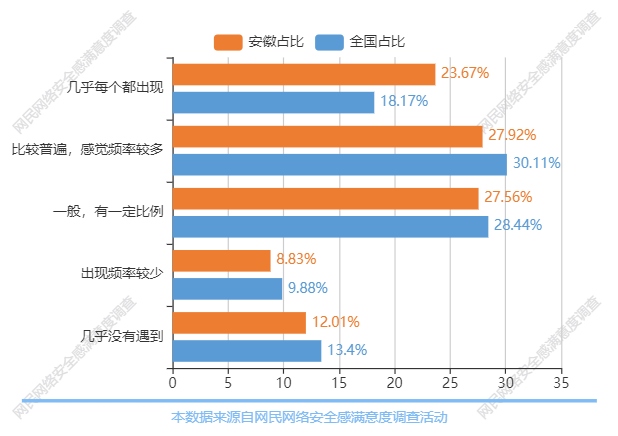 安徽占比 全国占比
几乎每个都出现 23.67%
18.17%
比较普遍，感觉频率较多 27.92%
30.11%
一般，有一定比例 27.56%
28.44%
出现频率较少 8.83%
9.88%
几乎没有遇到 12.01%
13.4%
0 5 10 15 20 25 30 35
本数据来源自网民网络安全感满意度调查活动
网民网络安全感满意度调查
网民网络安全感满意度调查
网民网络安全感满意度调查
网民网络安全感满意度调查